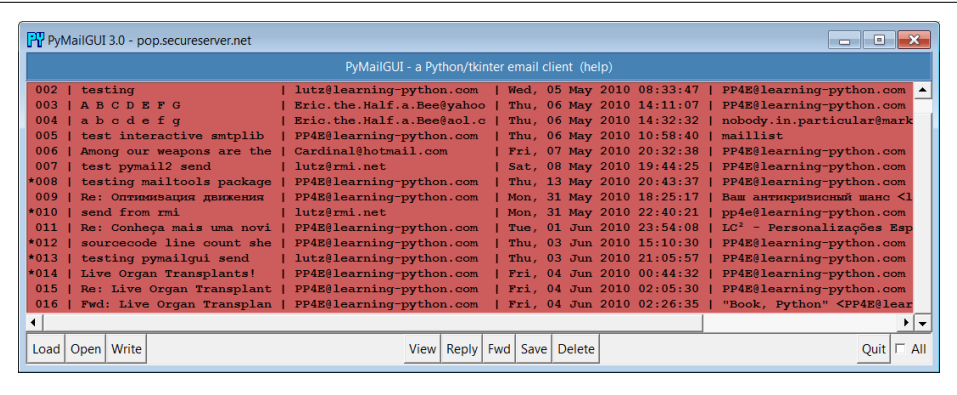 PyMailGUI 3.0 - pop.secureserver.net
PyMailGUI - a Python/tkinter email client (help)
002 | testing | lutz@learning-python.com | Wed, 05 May 2010 08:33:47 | PP4E@learning-python.com
003 | A B C D E F G | Eric.the.Half.a.Bee@yahoo | Thu, 06 May 2010 14:11:07 | PP4E@learning-python.com
004 | a b c d e f g | Eric.the.Half.a.Bee@aol.c | Thu, 06 May 2010 14:32:32 | nobody.in.particular@mark
005 | test interactive smtplib | PP4E@learning-python.com | Thu, 06 May 2010 10:58:40 | maillist
006 | Among our weapons are the | Cardinal@hotmail.com | Fri, 07 May 2010 20:32:38 | PP4E@learning-python.com
007 | test pymail2 send | lutz@rmi.net | Sat, 08 May 2010 19:44:25 | PP4E@learning-python.com
*008 | testing mailtools package | PP4E@learning-python.com | Thu, 13 May 2010 20:43:37 | PP4E@learning-python.com
009 | Re: Оптимивация движения | PP4E@learning-python.com | Mon, 31 May 2010 18:25:17 | Ваш антикривисный шанс <l
*010 | send from rmi | lutz@rmi.net | Mon, 31 May 2010 22:40:21 | pp4e@learning-python.com
011 | Re: Conheça mais uma novi | PP4E@learning-python.com | Tue, 01 Jun 2010 23:54:08 | LC² - Personalizações Esp
*012 | sourcecode line count she | PP4E@learning-python.com | Thu, 03 Jun 2010 15:10:30 | PP4E@learning-python.com
*013 | testing pymailgui send | lutz@learning-python.com | Thu, 03 Jun 2010 21:05:57 | PP4E@learning-python.com
*014 | Live Organ Transplants! | PP4E@learning-python.com | Fri, 04 Jun 2010 00:44:32 | PP4E@learning-python.com
015 | Re: Live Organ Transplant | PP4E@learning-python.com | Fri, 04 Jun 2010 02:05:30 | PP4E@learning-python.com
016 | Fwd: Live Organ Transplan | PP4E@learning-python.com | Fri, 04 Jun 2010 02:26:35 | "Book, Python" <PP4E@lear
Load Open Write View Reply Fwd Save Delete Quit All